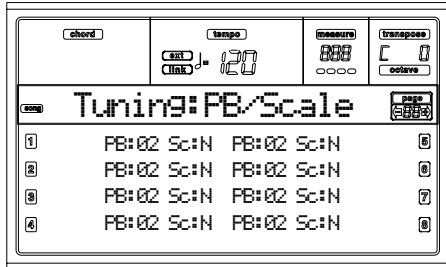 chord tempo measure transpose
ext
link
♩= 120 888 C 0
octave
song Tuning:PB/Scale page
88
1 PB:02 Sc:N PB:02 Sc:N 5
2 PB:02 Sc:N PB:02 Sc:N 6
3 PB:02 Sc:N PB:02 Sc:N 7
4 PB:02 Sc:N PB:02 Sc:N 8